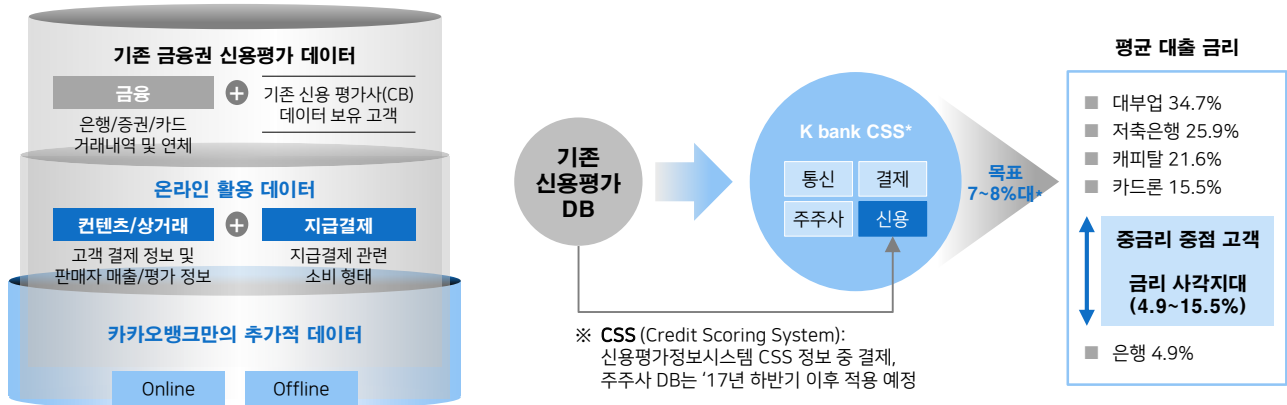 기존 금융권 신용평가 데이터
금융
+
기존 신용 평가사(CB)
데이터 보유 고객
은행/증권/카드
거래내역 및 연체
온라인 활용 데이터
컨텐츠/상거래
+
지급결제
고객 결제 정보 및
판매자 매출/평가 정보
지급결제 관련
소비 형태
카카오뱅크만의 추가적 데이터
Online
Offline
기존
신용평가
DB
K bank CSS*
통신
결제
주주사
신용
목표
7~8%대*
※ CSS (Credit Scoring System):
신용평가정보시스템 CSS 정보 중 결제,
주주사 DB는 ‘17년 하반기 이후 적용 예정
평균 대출 금리
■ 대부업 34.7%
■ 저축은행 25.9%
■ 캐피탈 21.6%
■ 카드론 15.5%
중금리 중점 고객
금리 사각지대
(4.9~15.5%)
■ 은행 4.9%